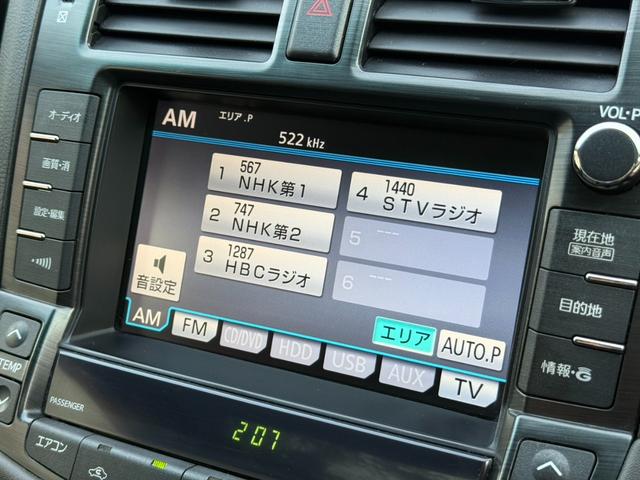 AM エリア.P
522 kHz
オーディオ
画質・消
設定・編集
TEMP
1 567 NHK第1
2 747 NHK第2
3 1287 HBCラジオ
4 1440 STVラジオ
5 ---
6 ---
音設定
エリア
AUTO.P
AM
FM
CD/DVD
HDD
USB
AUX
TV
VOL・P
現在地
案内音声
目的地
情報・G
PASSENGER
207
エアコン